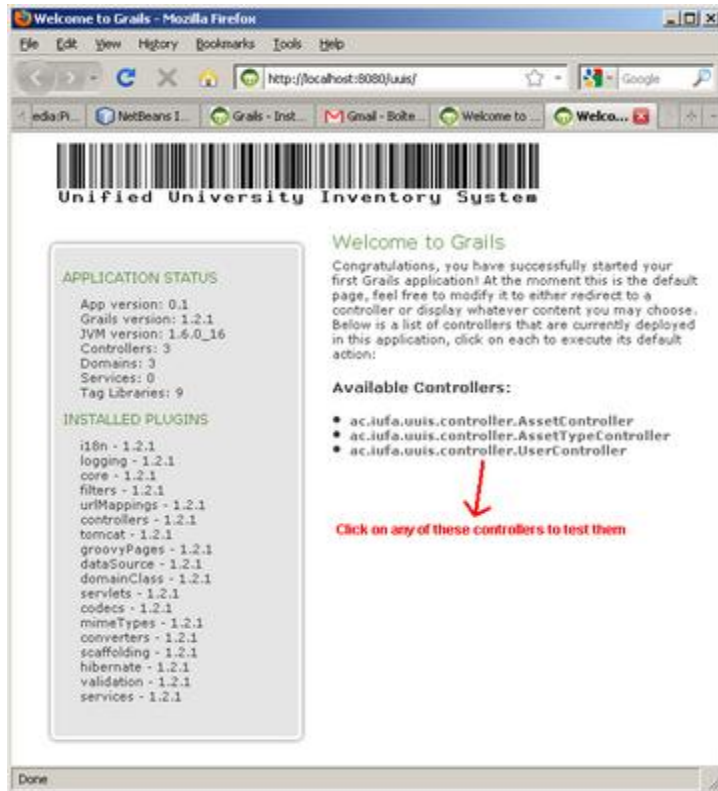 Welcome to Grails - Mozilla Firefox
File Edit View History Bookmarks Tools Help
http://localhost:8080/uuis/
Google
edia:Pi...
NetBeans I...
Grails - Inst...
Gmail - Boîte...
Welcome to ...
Welco...
Unified University Inventory System
APPLICATION STATUS
App version: 0.1
Grails version: 1.2.1
JVM version: 1.6.0_16
Controllers: 3
Domains: 3
Services: 0
Tag Libraries: 9
INSTALLED PLUGINS
i18n - 1.2.1
logging - 1.2.1
core - 1.2.1
filters - 1.2.1
urlMappings - 1.2.1
controllers - 1.2.1
tomcat - 1.2.1
groovyPages - 1.2.1
dataSource - 1.2.1
domainClass - 1.2.1
servlets - 1.2.1
codecs - 1.2.1
mimeTypes - 1.2.1
converters - 1.2.1
scaffolding - 1.2.1
hibernate - 1.2.1
validation - 1.2.1
services - 1.2.1
Welcome to Grails
Congratulations, you have successfully started your
first Grails application! At the moment this is the default
page, feel free to modify it to either redirect to a
controller or display whatever content you may choose.
Below is a list of controllers that are currently deployed
in this application, click on each to execute its default
action:
Available Controllers:
ac.iufa.uuis.controller.AssetController
ac.iufa.uuis.controller.AssetTypeController
ac.iufa.uuis.controller.UserController
Click on any of these controllers to test them
Done